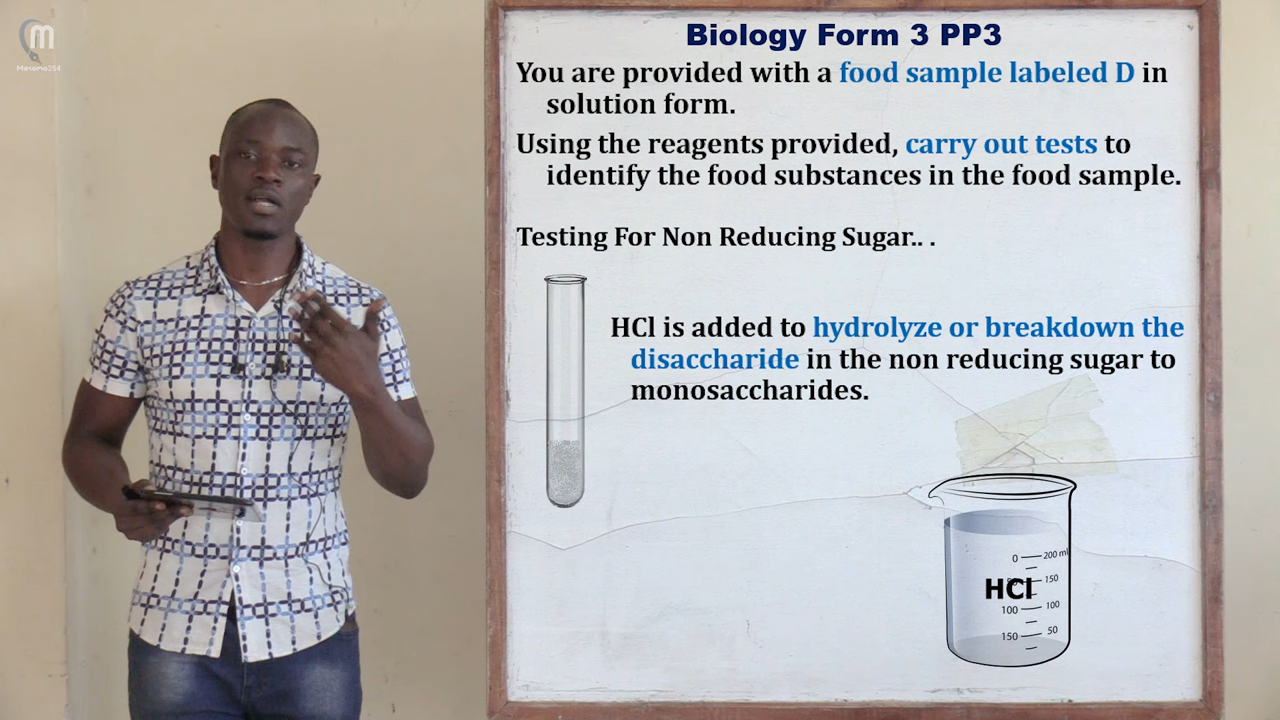 Masomo254
Biology Form 3 PP3
You are provided with a food sample labeled D in
solution form.
Using the reagents provided, carry out tests to
identify the food substances in the food sample.
Testing For Non Reducing Sugar.. .
HCl is added to hydrolyze or breakdown the
disaccharide in the non reducing sugar to
monosaccharides.
0 200 ml
HCl 150
100 100
150 50